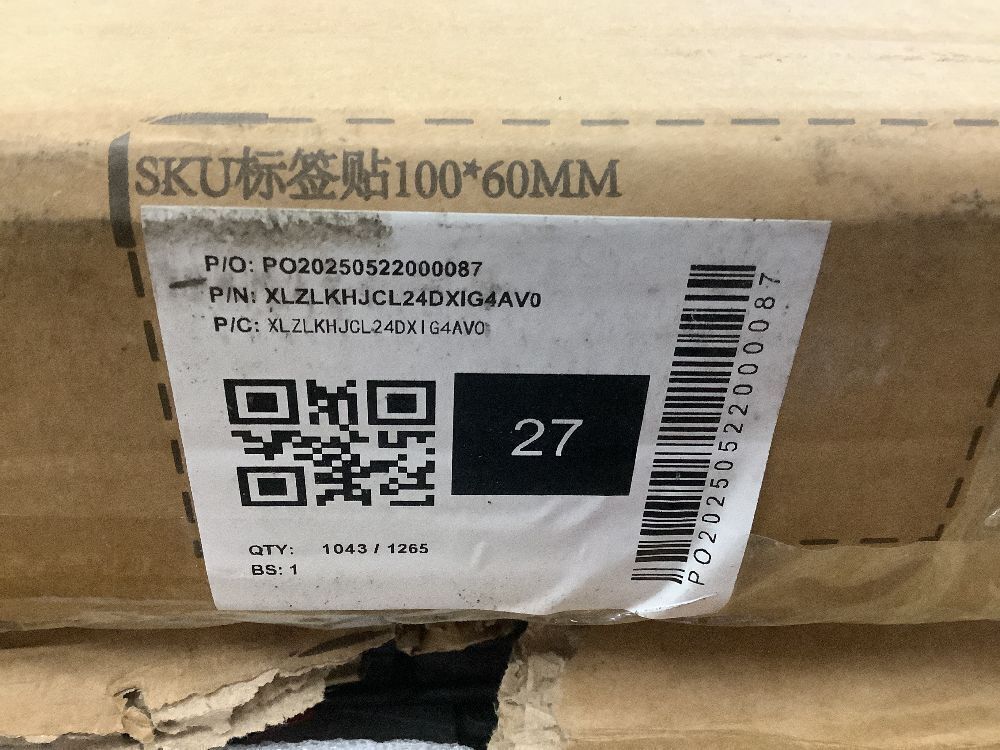 SKU标签贴100*60MM
P/O: PO20250522000087
P/N: XLZLKHJCL24DXIG4AV0
P/C: XLZLKHJCL24DXIG4AV0
27
QTY: 1043 / 1265
BS: 1
PO20250522000087